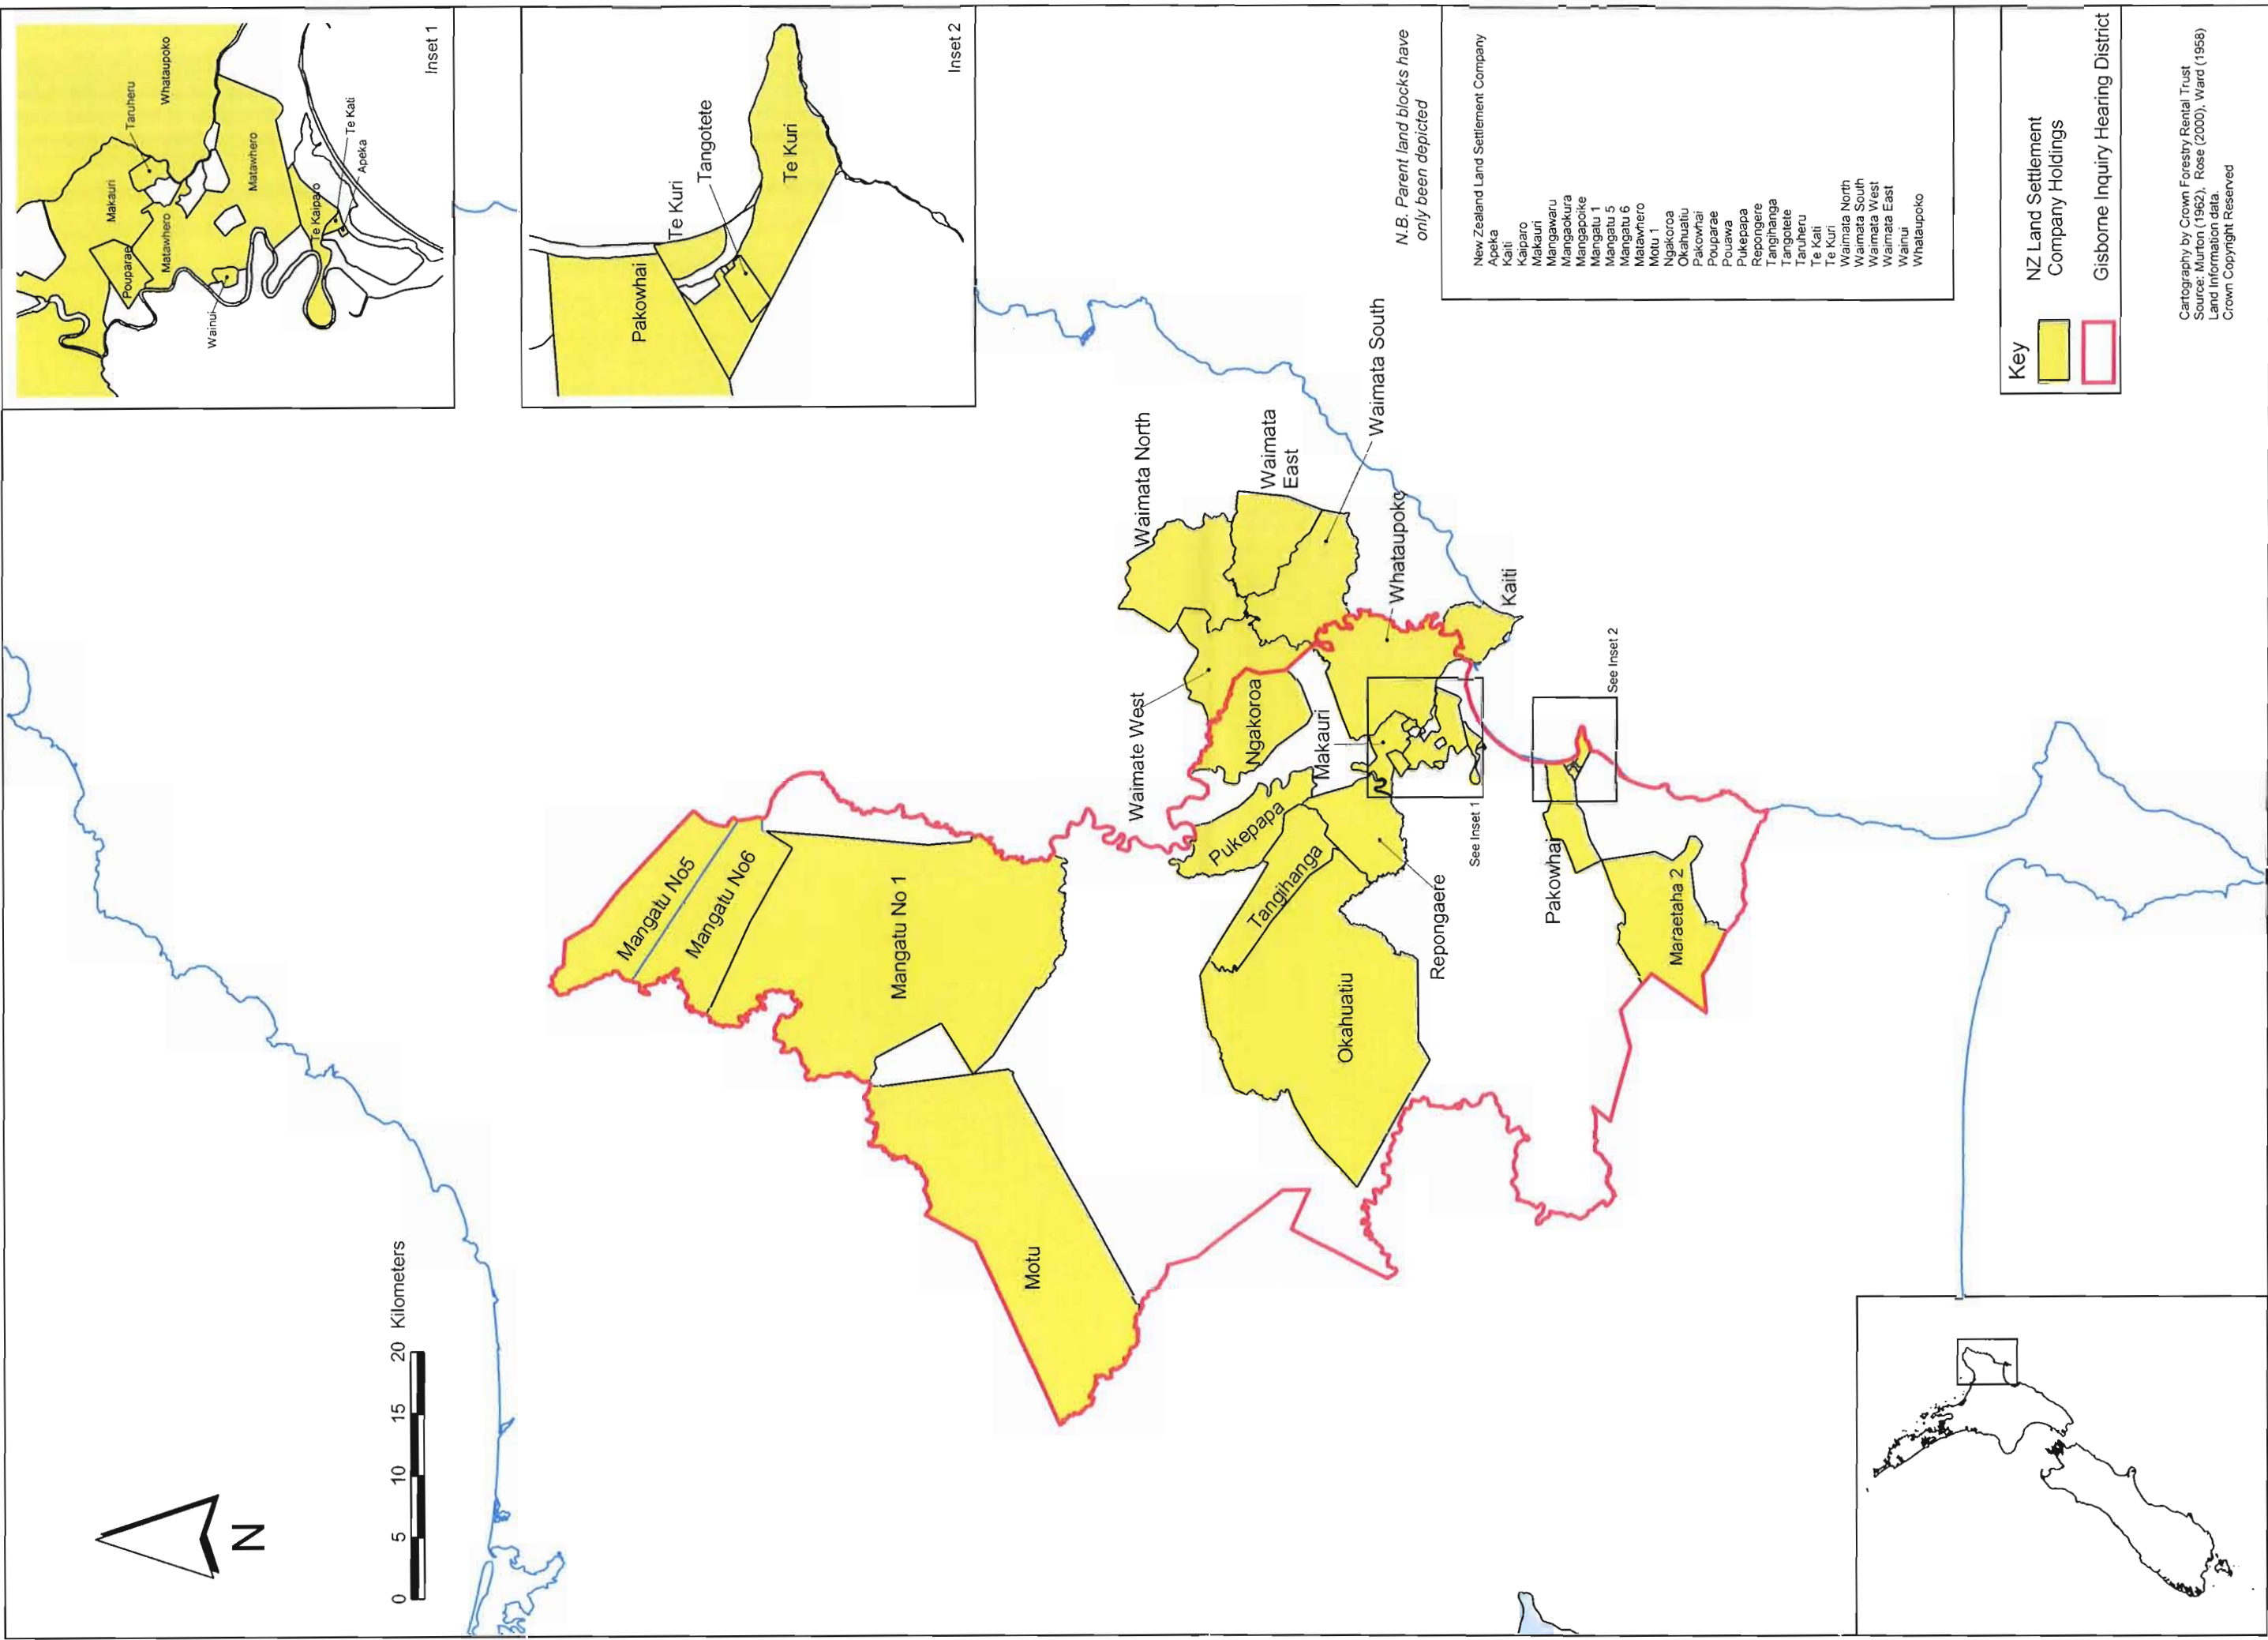 Inset 1
Whataupoko
Taruheru
Makauri
Matawhero
Pouparae
Matawhero
Wainui
Te Kaiparo
Te Kati
Apeka
Inset 2
Te Kuri
Tangotete
Te Kuri
Pakowhai
N
0 5 10 15 20 Kilometers
Mangatu No5
Mangatu No6
Mangatu No 1
Motu
Waimata North
Waimata
East
Waimata South
Whataupoko
Kaiti
Waimate West
Ngakoroa
Makauri
Pukepapa
Tangihanga
Repongaere
Okahuatiu
See Inset 1
See Inset 2
Pakowhai
Maraetaha 2
N.B. Parent land blocks have
only been depicted
New Zealand Land Settlement Company
Apeka
Kaiti
Kaiparo
Makauri
Mangawaru
Mangaokura
Mangapoike
Mangatu 1
Mangatu 5
Mangatu 6
Matawhero
Motu 1
Ngakoroa
Okahuatiu
Pakowhai
Pouparae
Pouawa
Pukepapa
Repongere
Tangihanga
Tangotete
Taruheru
Te Kati
Te Kuri
Waimata North
Waimata South
Waimata West
Waimata East
Wainui
Whataupoko
Key
NZ Land Settlement
Company Holdings
Gisborne Inquiry Hearing District
Cartography by Crown Forestry Rental Trust
Source: Murton (1962), Rose (2000), Ward (1958)
Land Information data.
Crown Copyright Reserved